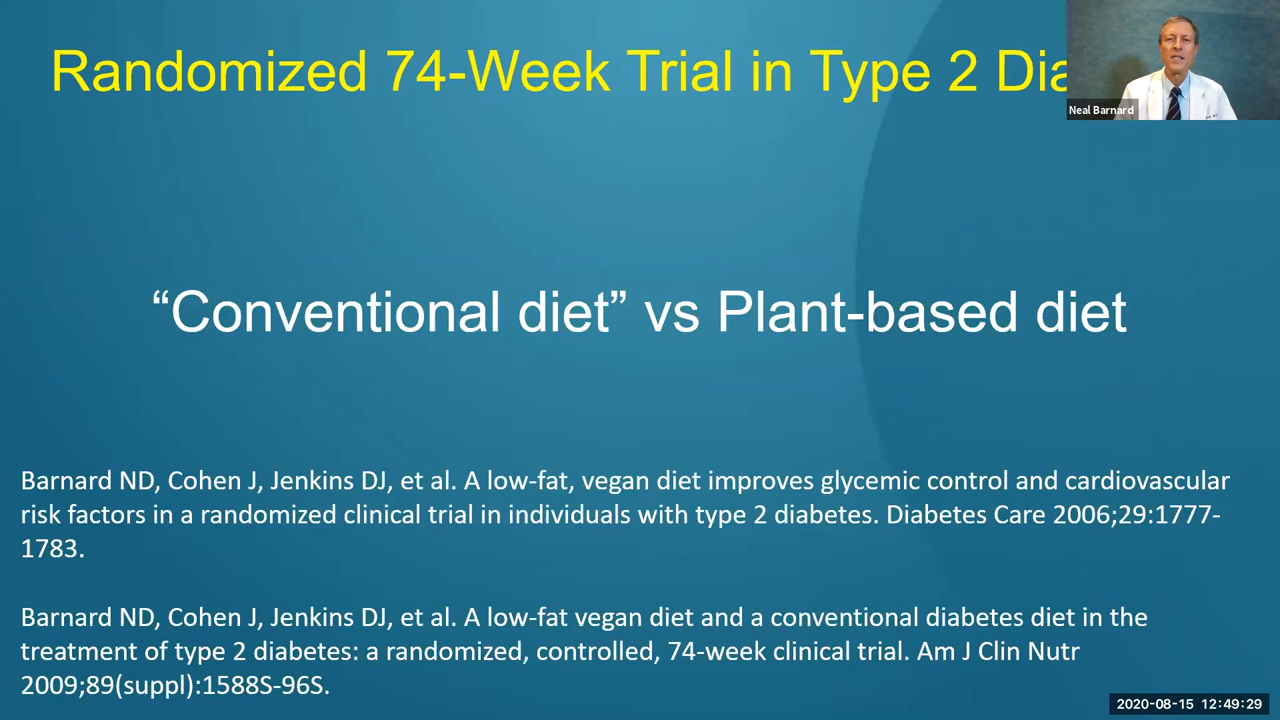 Randomized 74-Week Trial in Type 2 Dia
Neal Barnard
“Conventional diet” vs Plant-based diet
Barnard ND, Cohen J, Jenkins DJ, et al. A low-fat, vegan diet improves glycemic control and cardiovascular
risk factors in a randomized clinical trial in individuals with type 2 diabetes. Diabetes Care 2006;29:1777-
1783.
Barnard ND, Cohen J, Jenkins DJ, et al. A low-fat vegan diet and a conventional diabetes diet in the
treatment of type 2 diabetes: a randomized, controlled, 74-week clinical trial. Am J Clin Nutr
2009;89(suppl):1588S-96S.
2020-08-15 12:49:29